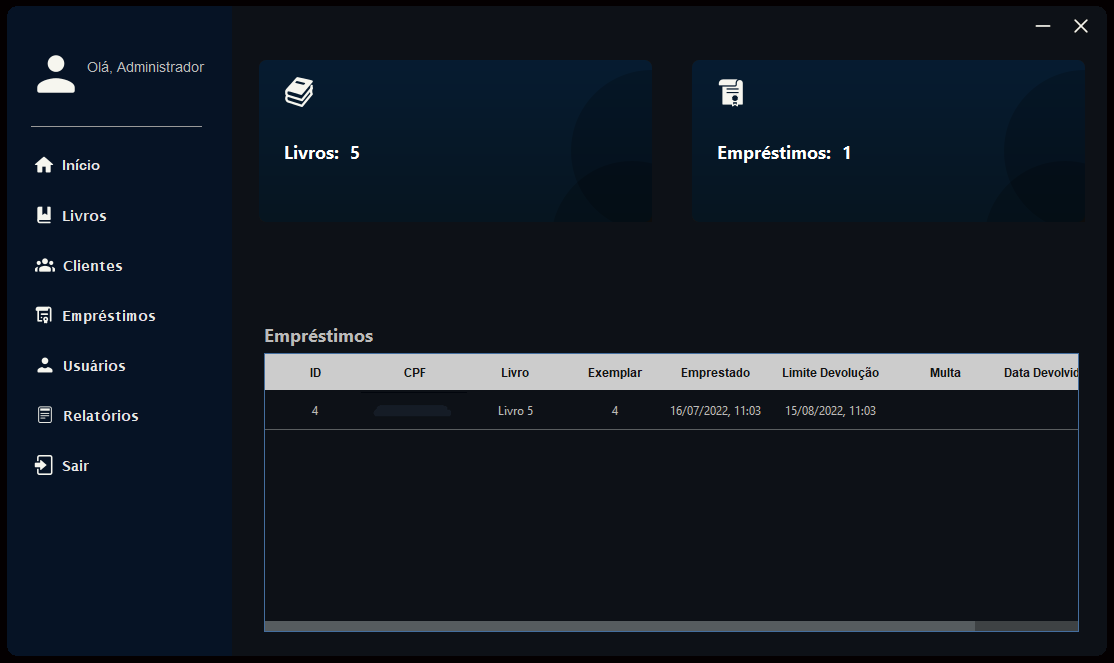 Olá, Administrador
Início
Livros
Clientes
Empréstimos
Usuários
Relatórios
Sair
Livros: 5
Empréstimos: 1
Empréstimos
ID CPF Livro Exemplar Emprestado Limite Devolução Multa Data Devolvid
4 Livro 5 4 16/07/2022, 11:03 15/08/2022, 11:03